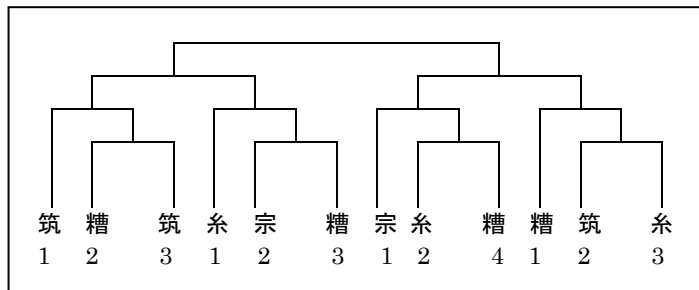 筑 糟 筑 糸 宗 糟 宗 糸 糟 糟 筑 糸
1 2 3 1 2 3 1 2 4 1 2 3